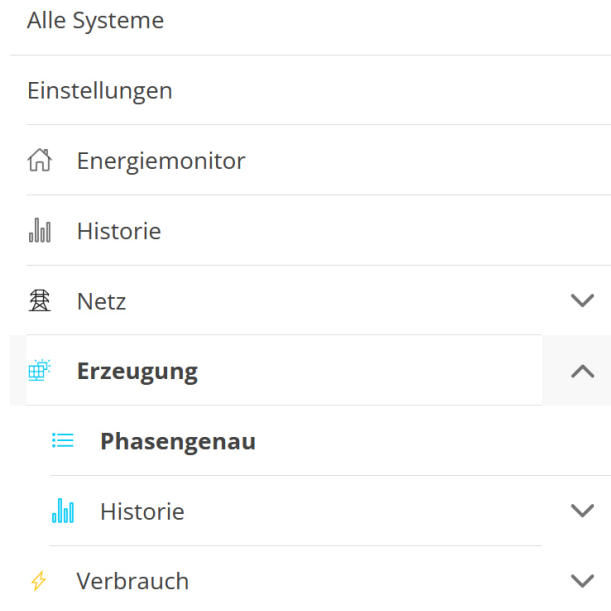 Alle Systeme
Einstellungen
Energiemonitor
Historie
Netz
Erzeugung
Phasengenau
Historie
Verbrauch